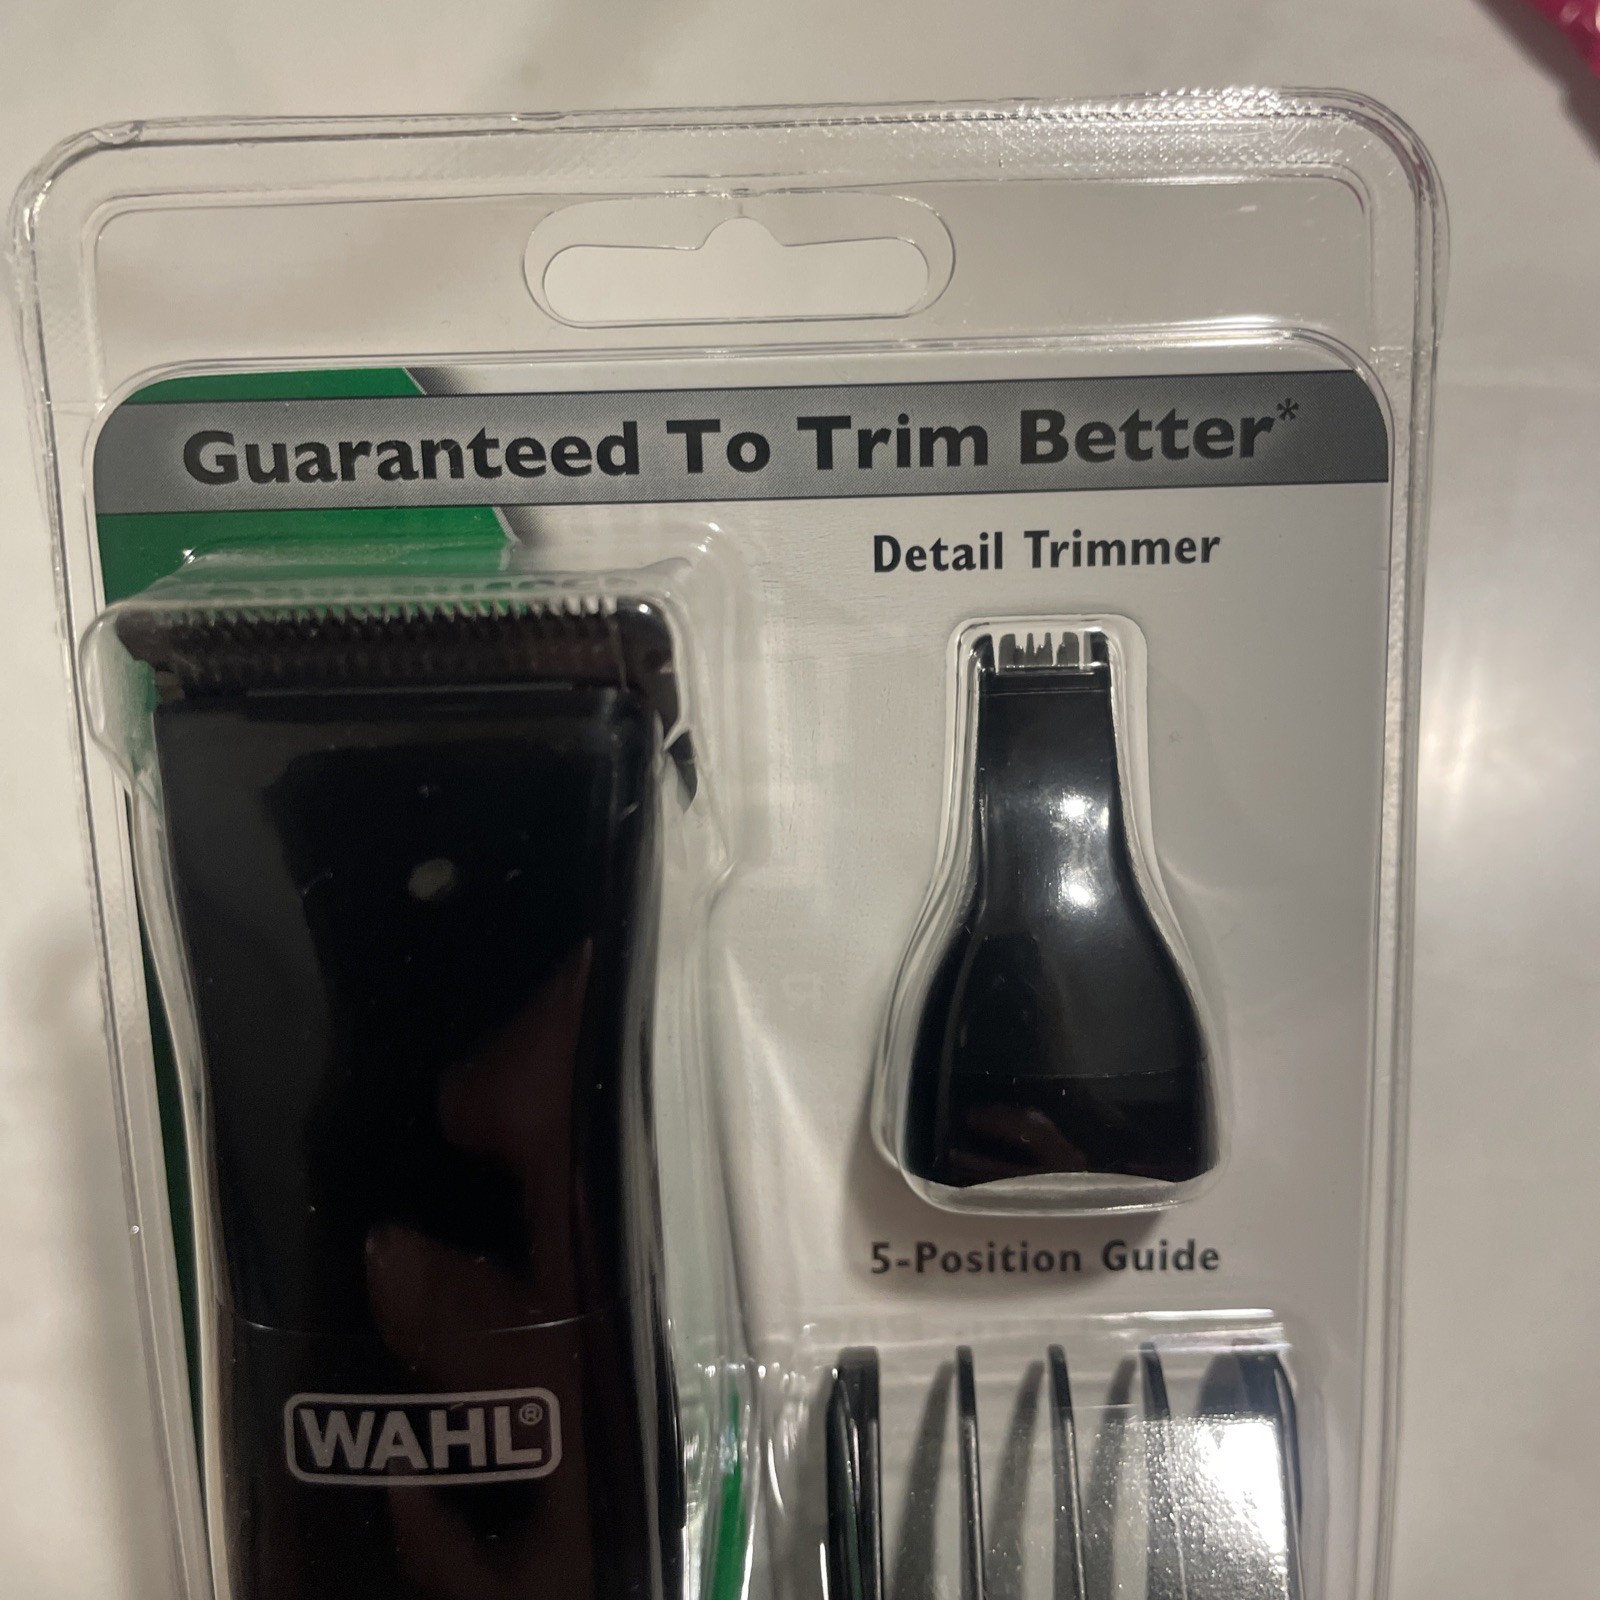 Guaranteed To Trim Better*
Detail Trimmer
5-Position Guide
WAHL®